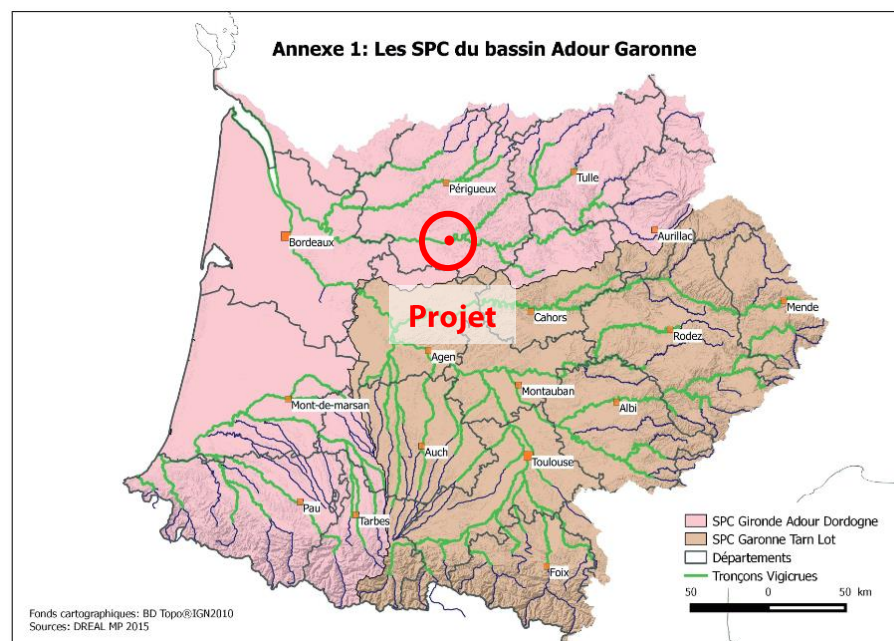 Annexe 1: Les SPC du bassin Adour Garonne
Tulle
Périgueux
Aurillac
Bordeaux
Projet
Mende
Cahors
Rodez
Agen
Montauban
Mont-de-marsan
Albi
Auch
Toulouse
Pau
Tarbes
Foix
SPC Gironde Adour Dordogne
SPC Garonne Tarn Lot
Départements
Tronçons Vigicrues
50 0 50 km
Fonds cartographiques: BD Topo®IGN2010
Sources: DREAL MP 2015